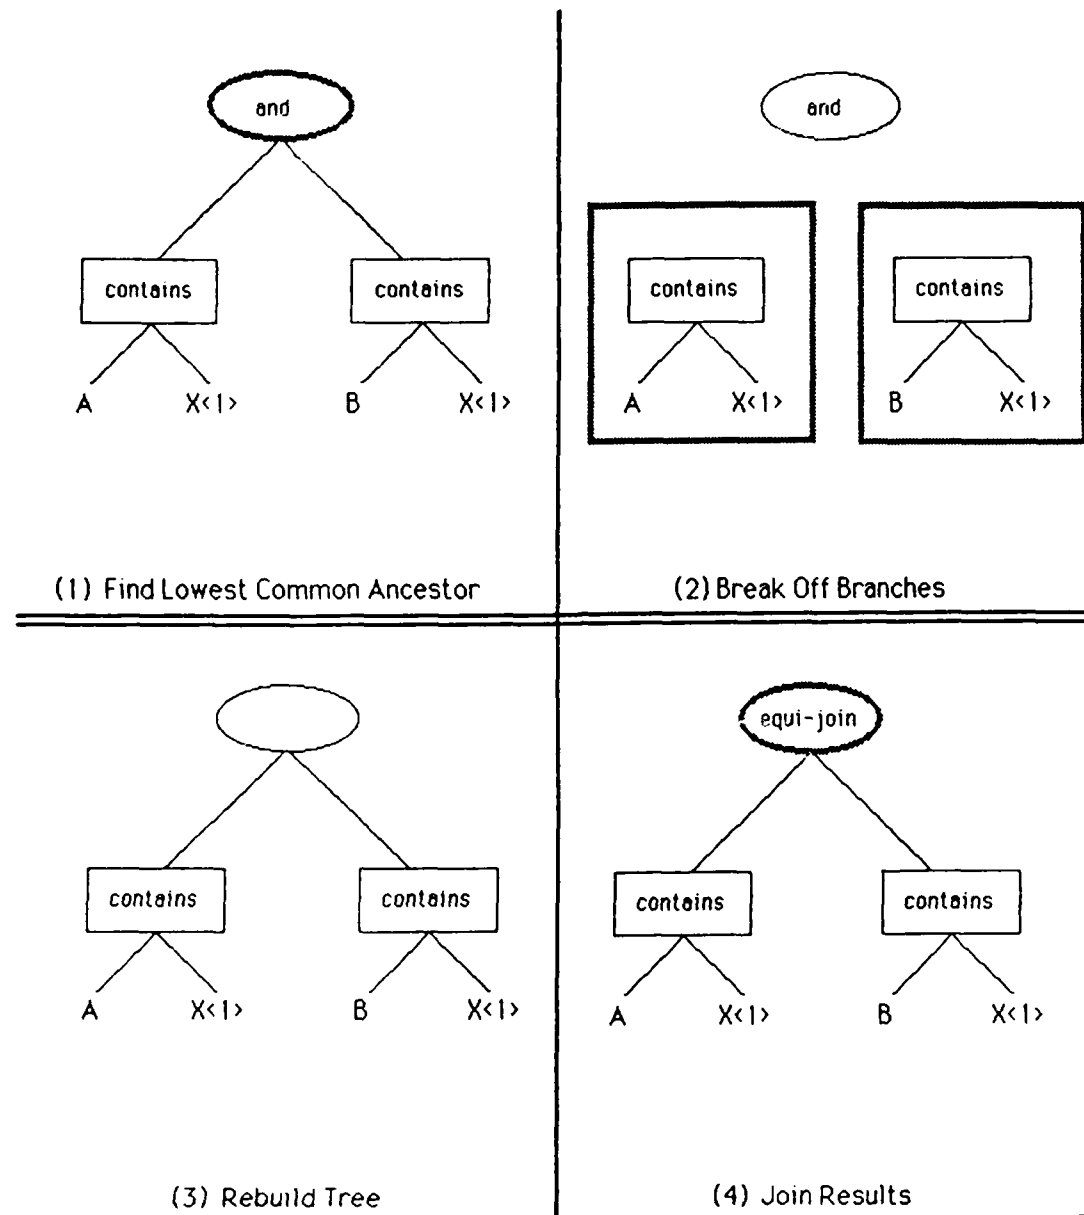 and
contains contains
A X<1> B X<1>
(1) Find Lowest Common Ancestor
and
contains contains
A X<1> B X<1>
(2) Break Off Branches
contains contains
A X<1> B X<1>
(3) Rebuild Tree
equi-join
contains contains
A X<1> B X<1>
(4) Join Results